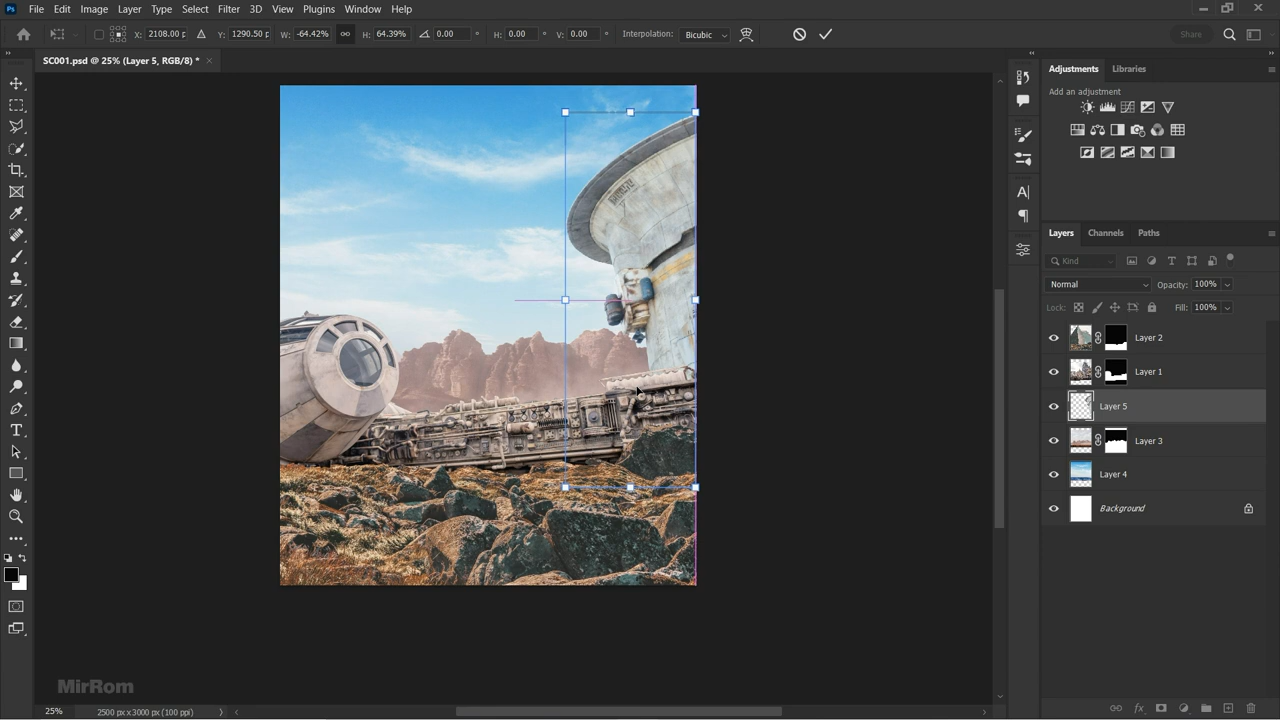 Ps File Edit Image Layer Type Select Filter 3D View Plugins Window Help
X: 2108.00 p Y: 1290.50 p W: -64.42% H: 64.39% 0.00 ° H: 0.00 ° V: 0.00 ° Interpolation: Bicubic Share
SC001.psd @ 25% (Layer 5, RGB/8) * ×
Adjustments Libraries
Add an adjustment
Layers Channels Paths
Kind
Normal Opacity: 100%
Lock: Fill: 100%
Layer 2
Layer 1
Layer 5
Layer 3
Layer 4
Background
MirRom
25% 2500 px x 3000 px (100 ppi)